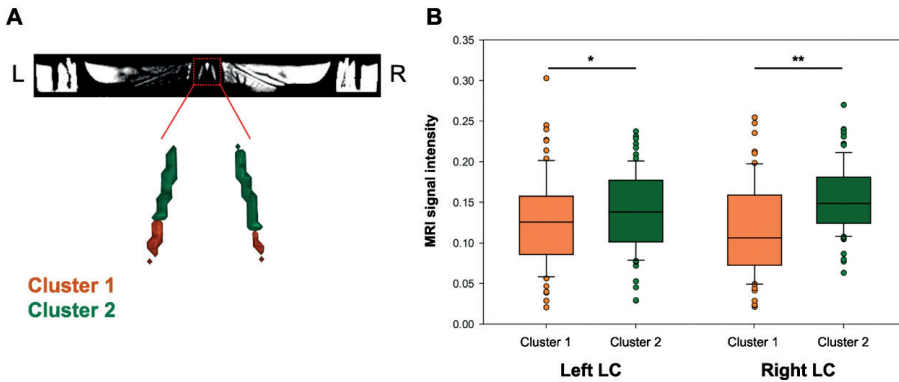 A
L
R
Cluster 1
Cluster 2
B
MRI signal intensity
0.35
0.30
0.25
0.20
0.15
0.10
0.05
0.00
*
**
Cluster 1 Cluster 2 Cluster 1 Cluster 2
Left LC Right LC